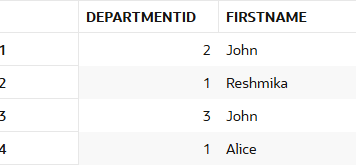 DEPARTMENTID FIRSTNAME
1 2 John
2 1 Reshmika
3 3 John
4 1 Alice